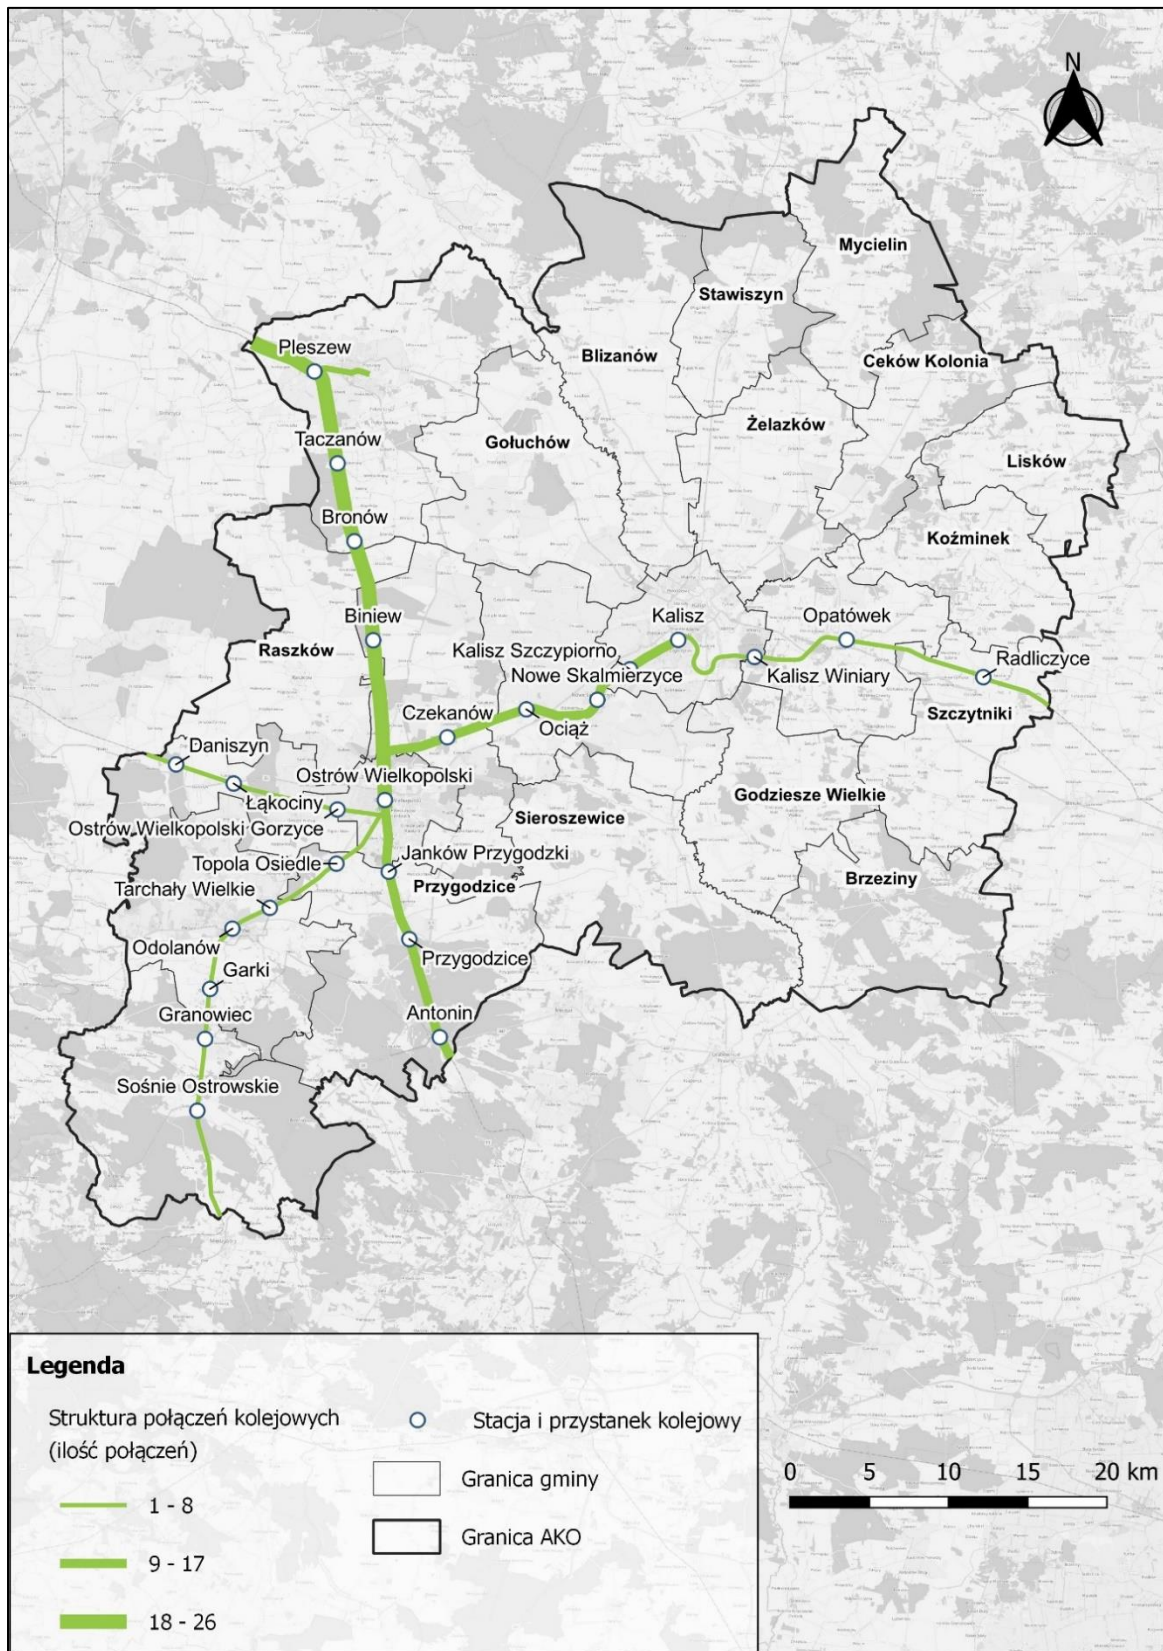 N
Mycielin
Stawiszyn
Pleszew
Blizanów
Ceków Kolonia
Żelazków
Taczanów
Gołuchów
Lisków
Bronów
Koźminek
Biniew
Kalisz
Opatówek
Raszków
Kalisz Szczypiorno
Radliczyce
Nowe Skalmierzyce
Kalisz Winiary
Czekanów
Szczytniki
Ociąż
Daniszyn
Ostrów Wielkopolski
Łąkociny
Godziesze Wielkie
Ostrów Wielkopolski Gorzyce
Sieroszewice
Topola Osiedle
Janków Przygodzki
Tarchały Wielkie
Przygodzice
Brzeziny
Odolanów
Przygodzice
Garki
Granowiec
Antonin
Sośnie Ostrowskie
Legenda
Struktura połączeń kolejowych
(ilość połączeń)
1 - 8
9 - 17
18 - 26
Stacja i przystanek kolejowy
Granica gminy
Granica AKO
0 5 10 15 20 km